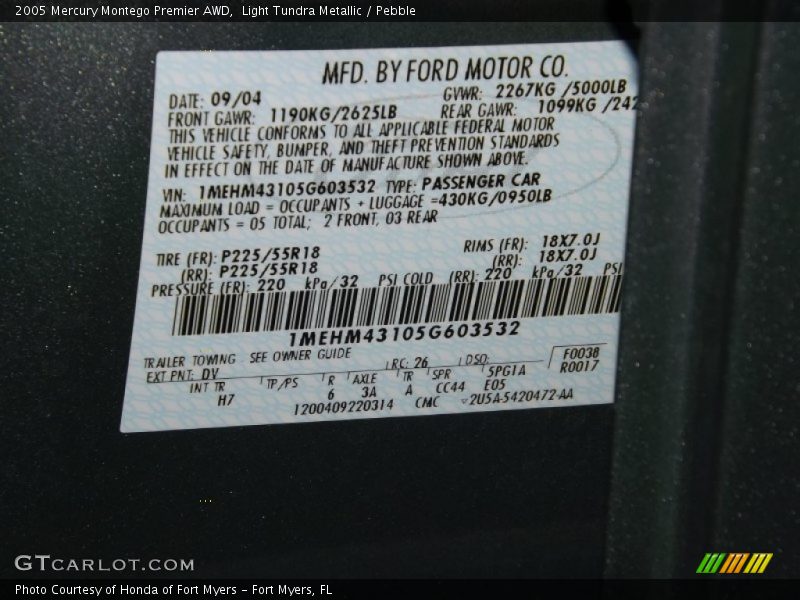 2005 Mercury Montego Premier AWD, Light Tundra Metallic / Pebble
MFD. BY FORD MOTOR CO.
DATE: 09/04 GVWR: 2267KG /5000LB
FRONT GAWR: 1190KG/2625LB REAR GAWR: 1099KG /242
THIS VEHICLE CONFORMS TO ALL APPLICABLE FEDERAL MOTOR
VEHICLE SAFETY, BUMPER, AND THEFT PREVENTION STANDARDS
IN EFFECT ON THE DATE OF MANUFACTURE SHOWN ABOVE.
VIN: 1MEHM43105G603532 TYPE: PASSENGER CAR
MAXIMUM LOAD = OCCUPANTS + LUGGAGE =430KG/0950LB
OCCUPANTS = 05 TOTAL; 2 FRONT, 03 REAR
TIRE (FR): P225/55R18 RIMS (FR): 18X7.0J
(RR): P225/55R18 (RR): 18X7.0J
PRESSURE (FR): 220 kPa/32 PSI COLD (RR): 220 kPa/32 PSI
1MEHM43105G603532
TRAILER TOWING SEE OWNER GUIDE
EXT PNT: DV RC: 26 DSO: F0038
INT TR TP/PS R AXLE TR SPR SPG1A R0017
H7 6 3A A CC44 E05
1200409220314 CMC 2U5A-5420472-AA
GTCARLOT.COM
Photo Courtesy of Honda of Fort Myers - Fort Myers, FL